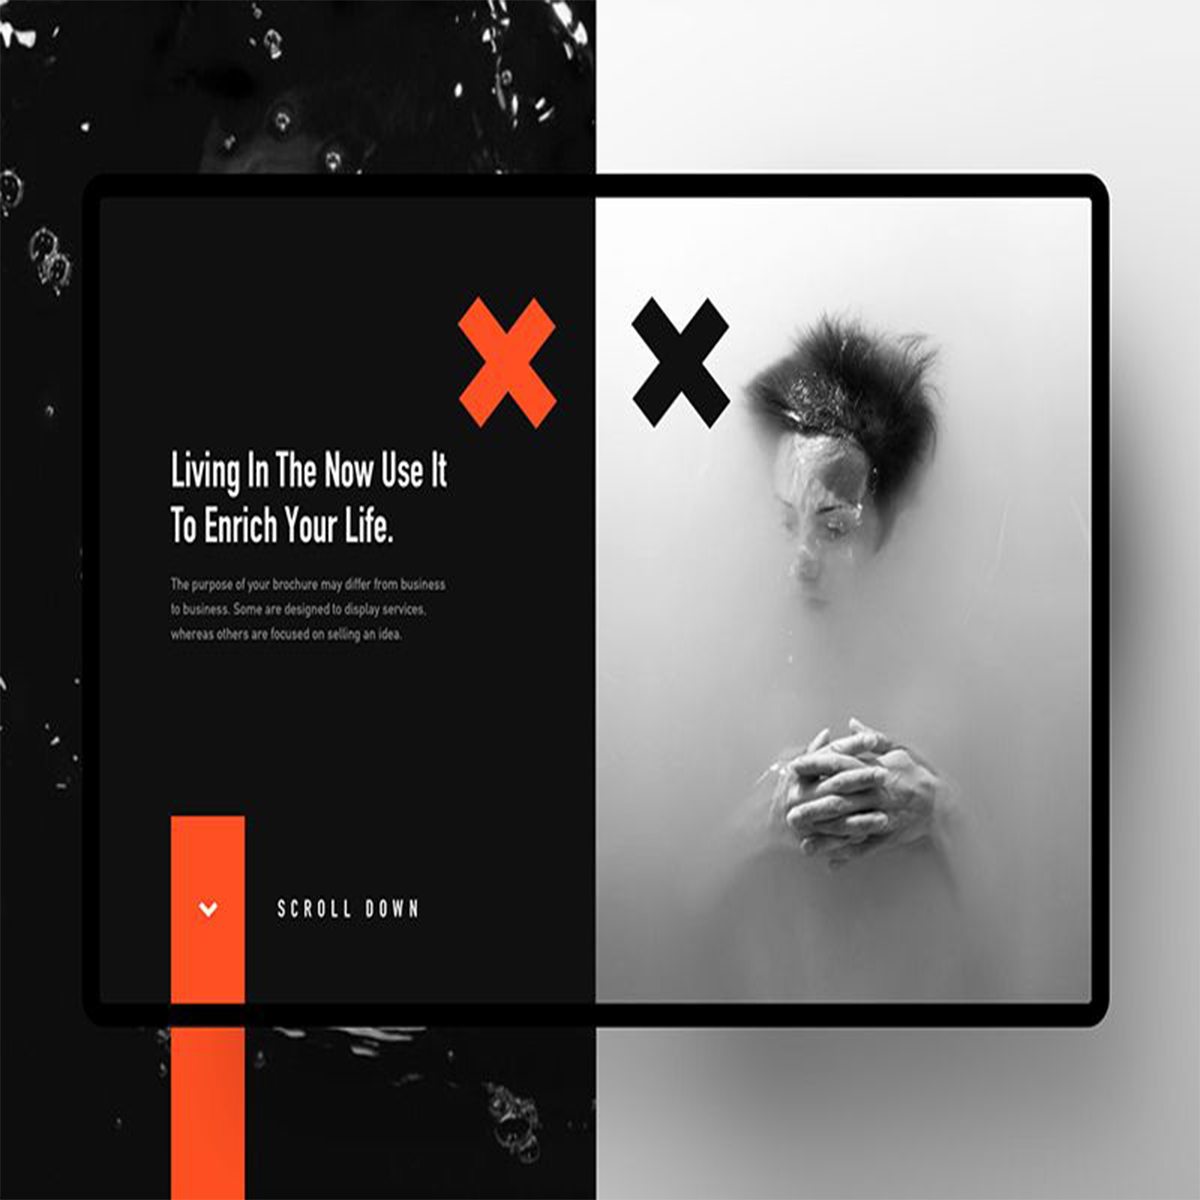 Living In The Now Use It
To Enrich Your Life.
The purpose of your brochure may differ from business
to business. Some are designed to display services,
whereas others are focused on selling an idea.
SCROLL DOWN